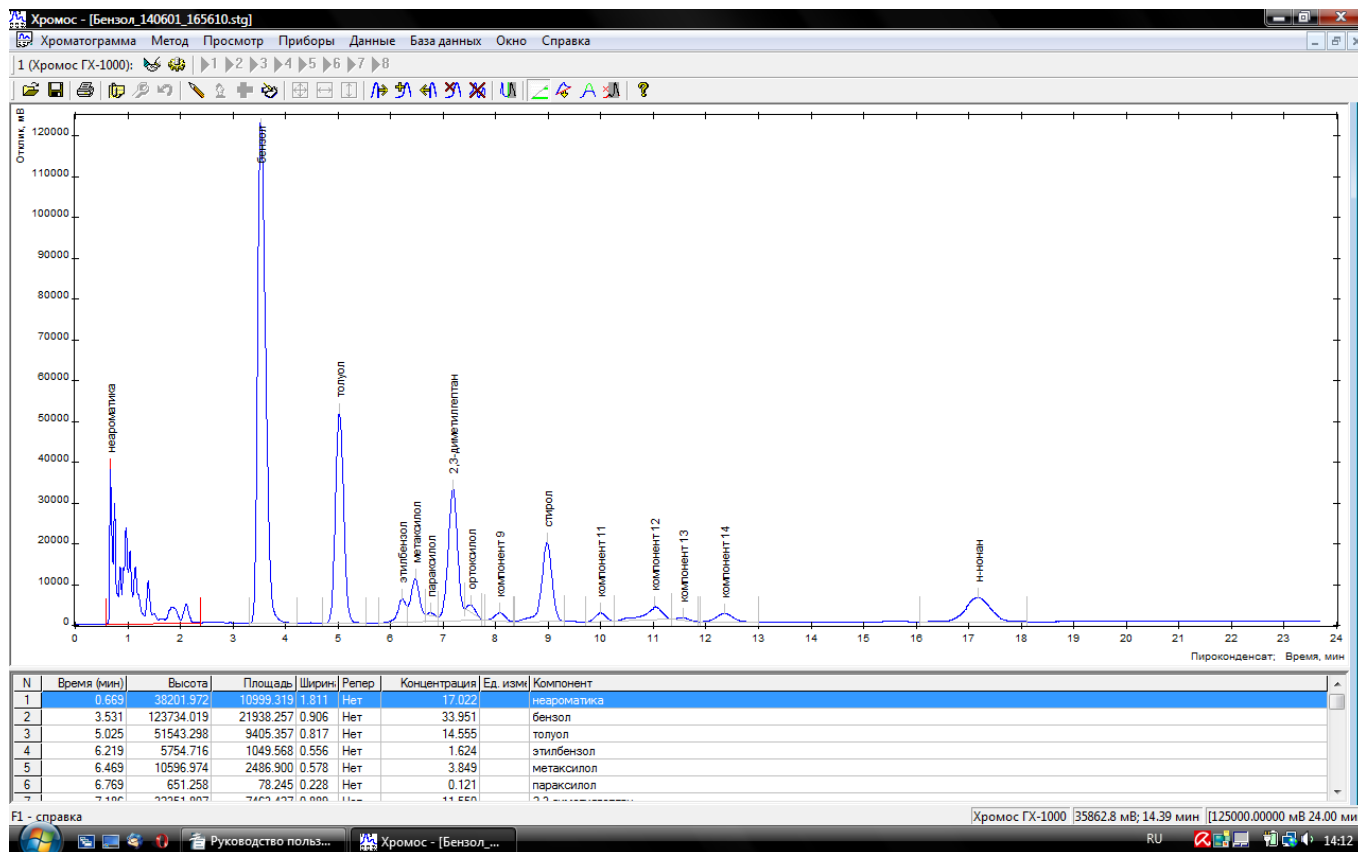 Хромос - [Бензол_140601_165610.stg]
Хроматограмма Метод Просмотр Приборы Данные База данных Окно Справка
1 (Хромос ГХ-1000): 1 2 3 4 5 6 7 8
Отклик, мВ
120000
110000
100000
90000
80000
70000
60000
50000
40000
30000
20000
10000
0
неароматика
бензол
толуол
этилбензол
метаксилол
параксилол
2,3-диметилгептан
ортоксилол
компонент 9
стирол
компонент 11
компонент 12
компонент 13
компонент 14
н-нонан
0 1 2 3 4 5 6 7 8 9 10 11 12 13 14 15 16 17 18 19 20 21 22 23 24
Пироконденсат; Время, мин
N Время (мин) Высота Площадь Ширин Репер Концентрация Ед. изме Компонент
1 0.669 38201.972 10999.319 1.811 Нет 17.022 неароматика
2 3.531 123734.019 21938.257 0.906 Нет 33.951 бензол
3 5.025 51543.298 9405.357 0.817 Нет 14.555 толуол
4 6.219 5754.716 1049.568 0.556 Нет 1.624 этилбензол
5 6.469 10596.974 2486.900 0.578 Нет 3.849 метаксилол
6 6.769 651.258 78.245 0.228 Нет 0.121 параксилол
F1 - справка
Хромос ГХ-1000 35862.8 мВ; 14.39 мин [125000.00000 мВ 24.00 ми
Руководство польз... Хромос - [Бензол_... RU 14:12